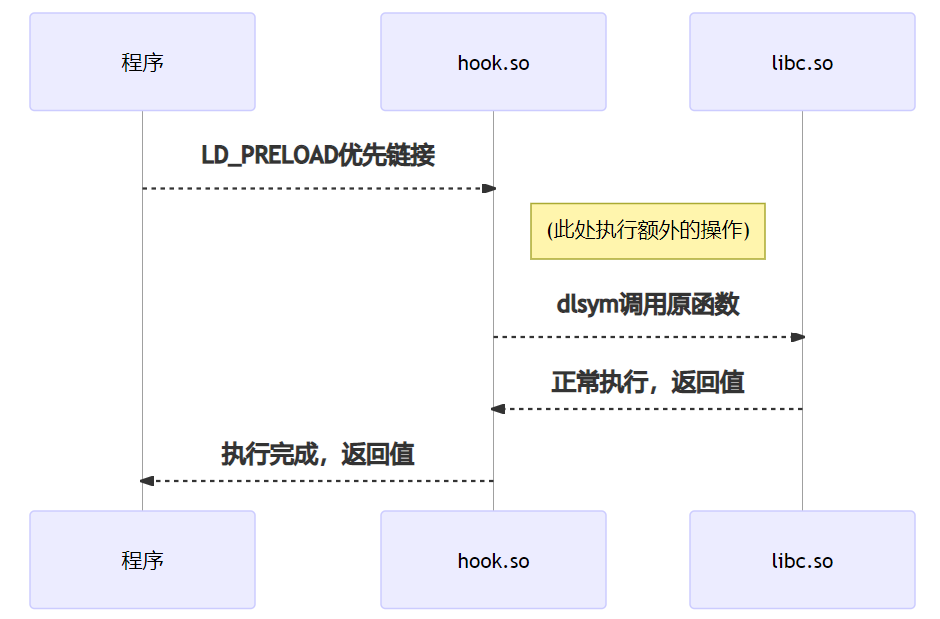 程序
hook.so
libc.so
LD_PRELOAD优先链接
(此处执行额外的操作)
dlsym调用原函数
正常执行，返回值
执行完成，返回值
程序
hook.so
libc.so